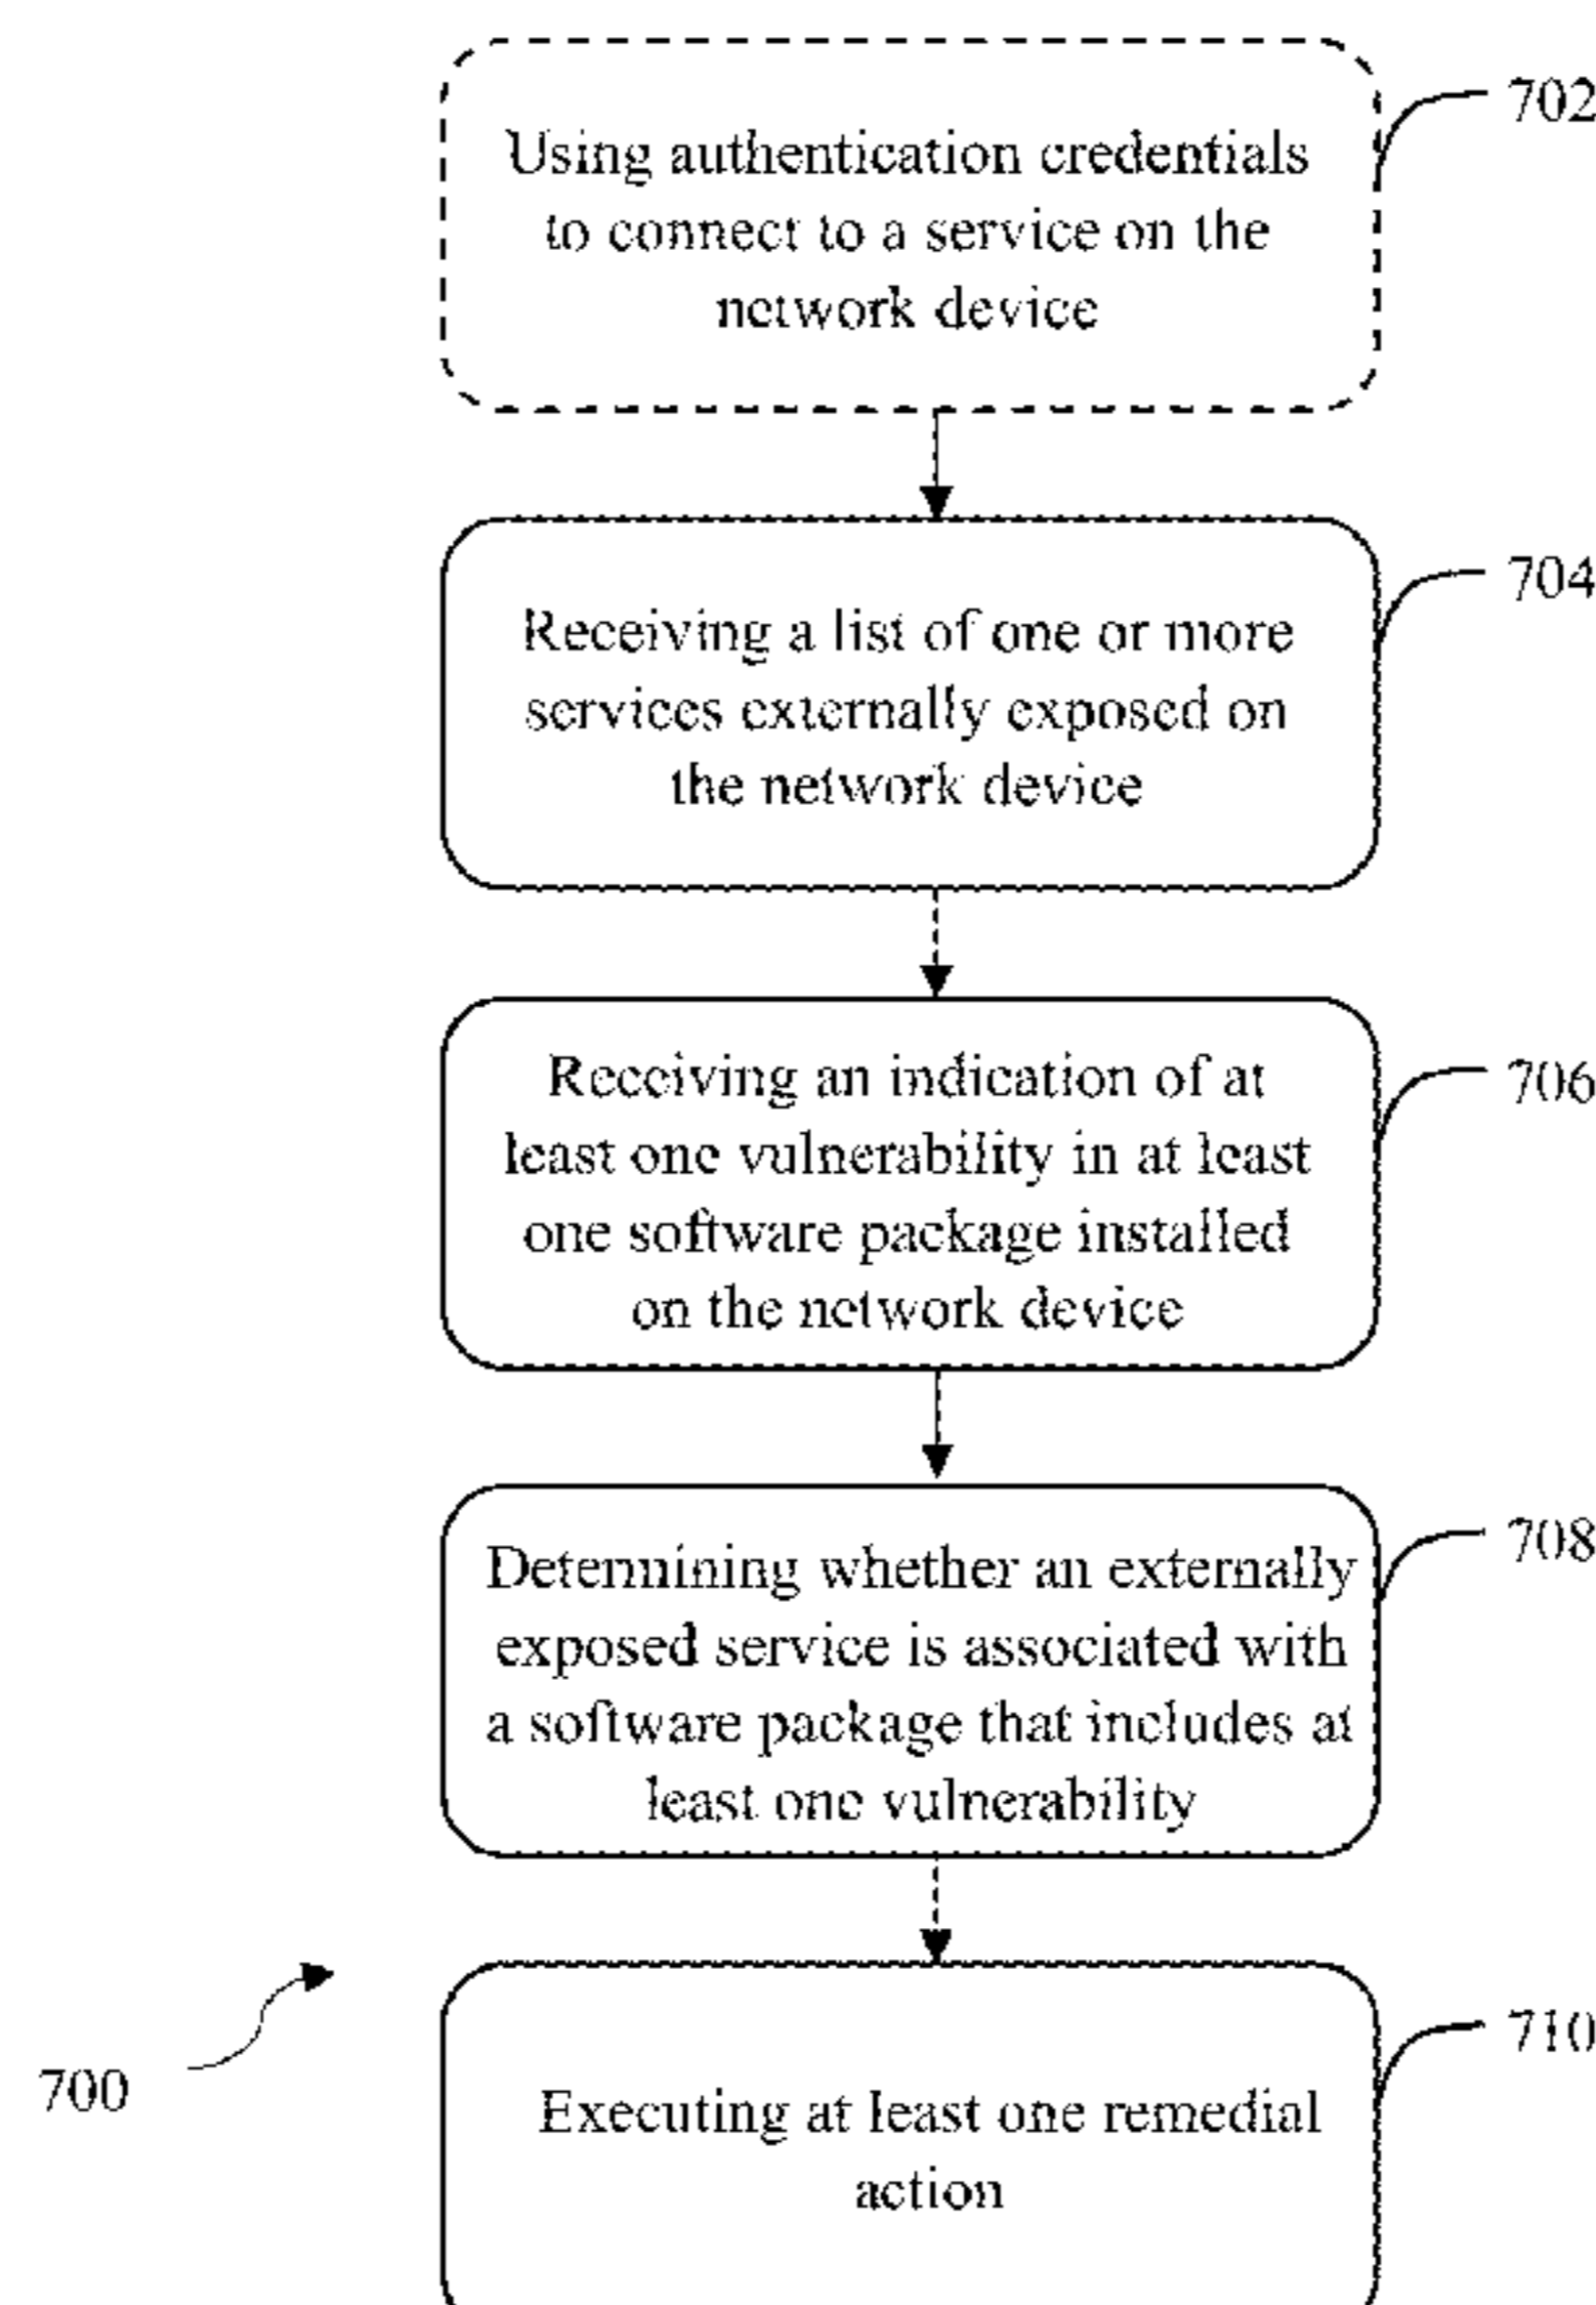 Using authentication credentials
to connect to a service on the
network device
702
Receiving a list of one or more
services externally exposed on
the network device
704
Receiving an indication of at
least one vulnerability in at least
one software package installed
on the network device
706
Determining whether an externally
exposed service is associated with
a software package that includes at
least one vulnerability
708
Executing at least one remedial
action
710
700